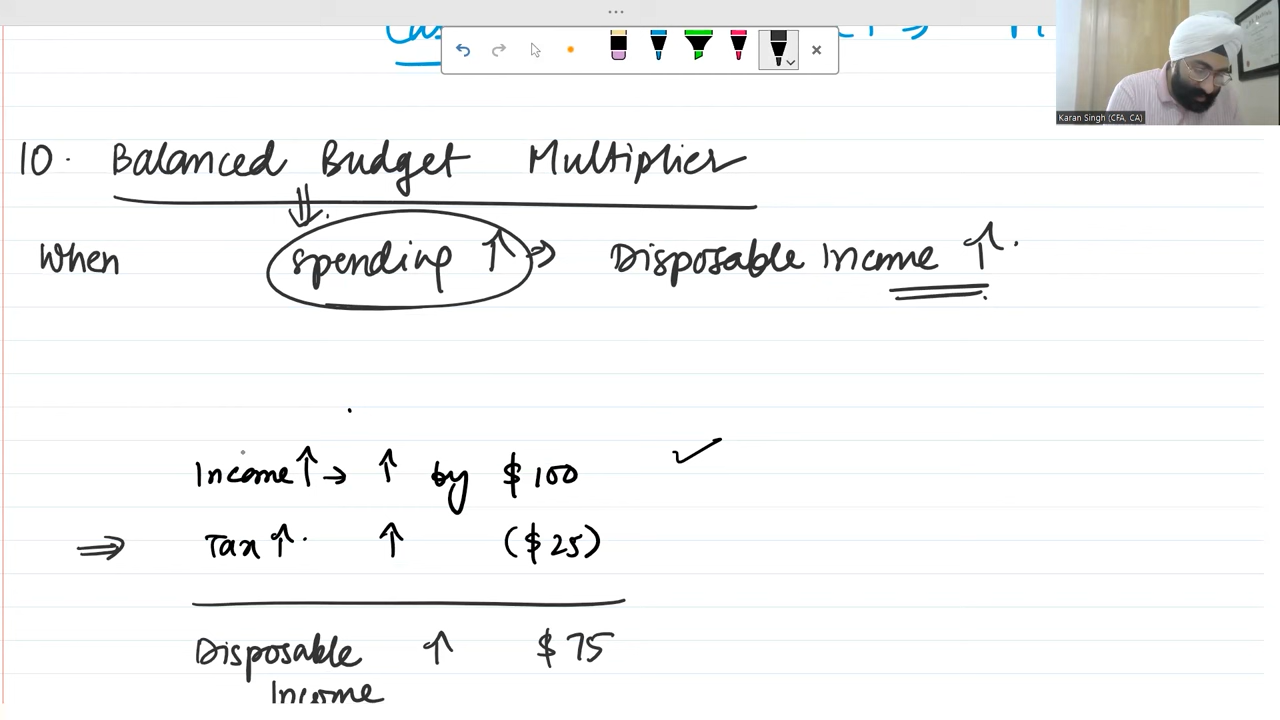 Karan Singh (CFA, CA)
10. Balanced Budget Multiplier
When spending ↑ ⇒ Disposable Income ↑.
Income ↑ → ↑ by $ 100 ✓
⇒ Tax ↑. ↑ ($ 25)
Disposable ↑ $ 75
Income